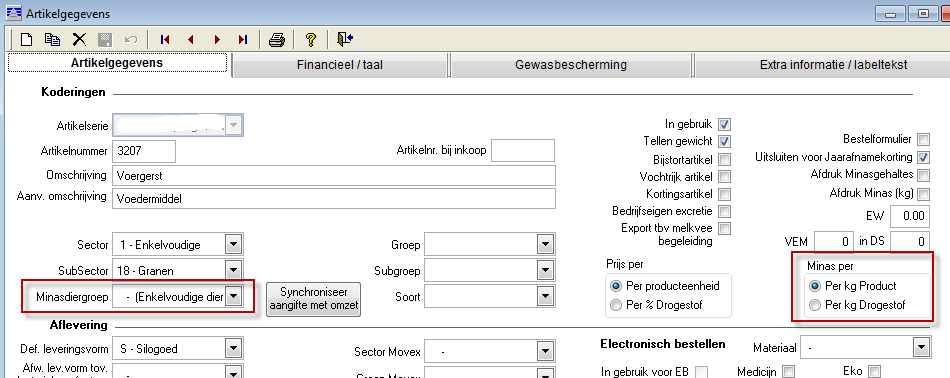 Artikelgegevens
Artikelgegevens Financieel / taal Gewasbescherming Extra informatie / labeltekst
Koderingen
Artikelserie
Artikelnummer 3207 Artikelnr. bij inkoop
Omschrijving Voergerst
Aanv. omschrijving Voedermiddel
In gebruik
Tellen gewicht
Bijstortartikel
Vochtrijk artikel
Kortingsartikel
Bedrijfseigen excretie
Export tbv melkvee
begeleiding
Bestelformulier
Uitsluiten voor Jaarafnamekorting
Afdruk Minasgehaltes
Afdruk Minas (kg)
EW 0.00
VEM 0 in DS 0
Sector 1 - Enkelvoudige Groep
SubSector 18 - Granen Subgroep
Minasdiergroep - (Enkelvoudige dier Synchroniseer
aangifte met omzet Soort
Prijs per
Per producteenheid
Per % Drogestof
Minas per
Per kg Product
Per kg Drogestof
Aflevering
Def. leveringsvorm S - Silogoed Sector Movex -
Afw. lev.vorm tov.
Electronisch bestellen Materiaal -
In gebruik voor EB Medicijn Eko